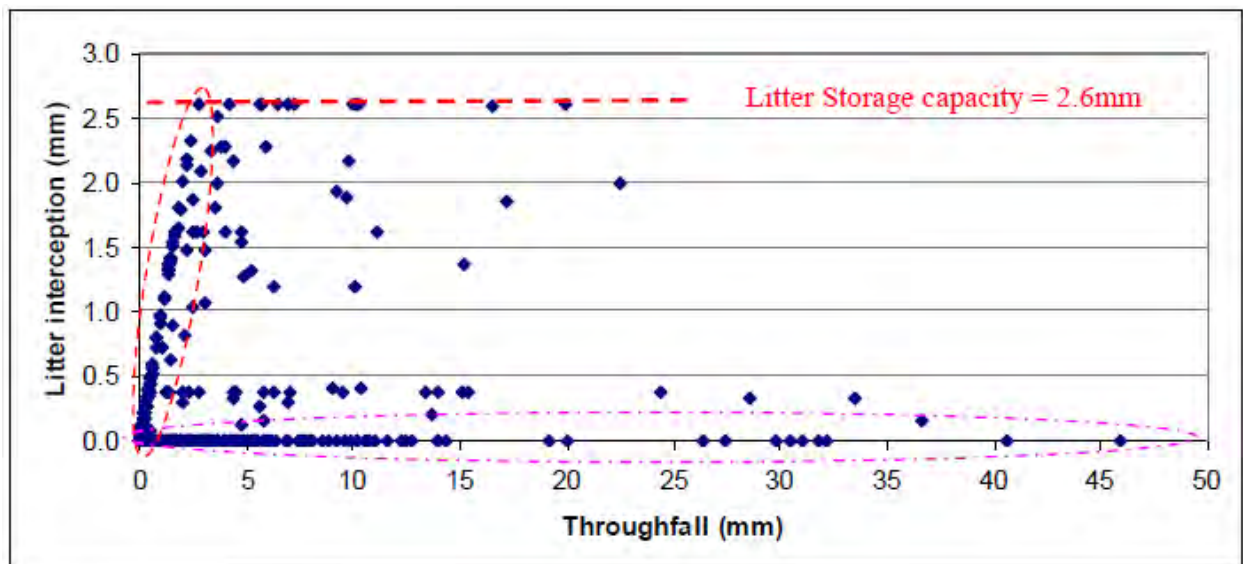 Litter interception (mm)
3.0
2.5
2.0
1.5
1.0
0.5
0.0
Litter Storage capacity = 2.6mm
0 5 10 15 20 25 30 35 40 45 50
Throughfall (mm)